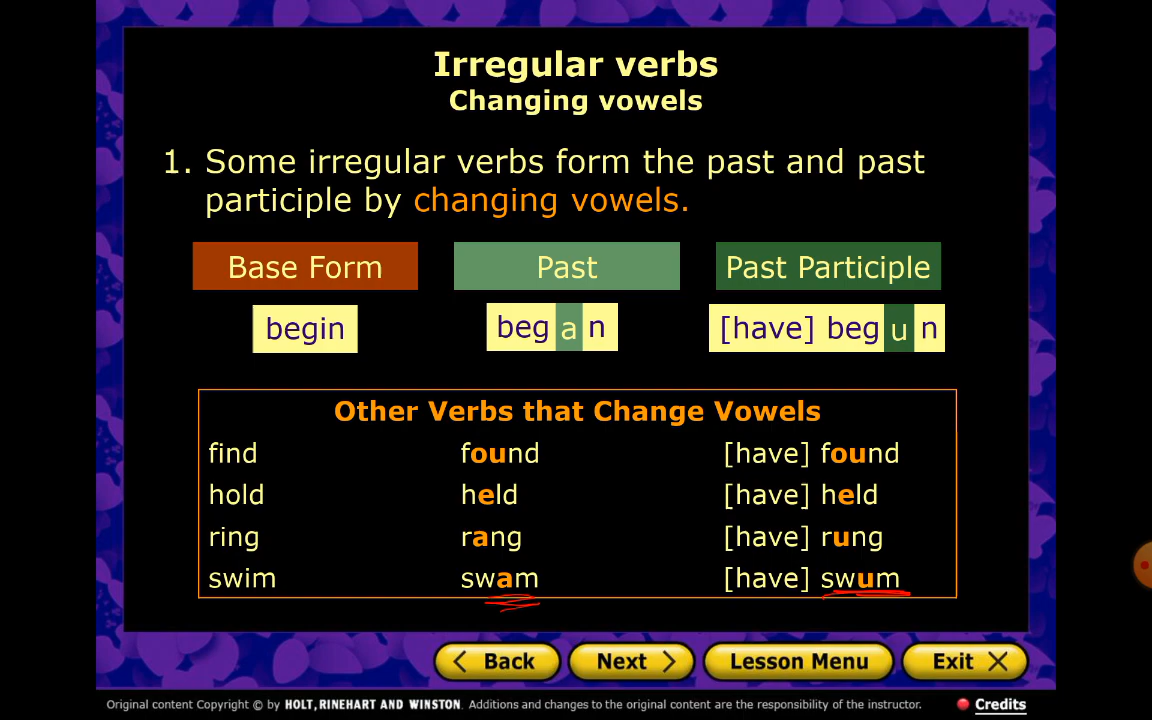 Irregular verbs
Changing vowels
1. Some irregular verbs form the past and past
participle by changing vowels.
Base Form Past Past Participle
begin began [have] begun
Other Verbs that Change Vowels
find found [have] found
hold held [have] held
ring rang [have] rung
swim swam [have] swum
Back Next Lesson Menu Exit
Original content Copyright © by HOLT, RINEHART AND WINSTON. Additions and changes to the original content are the responsibility of the instructor. Credits